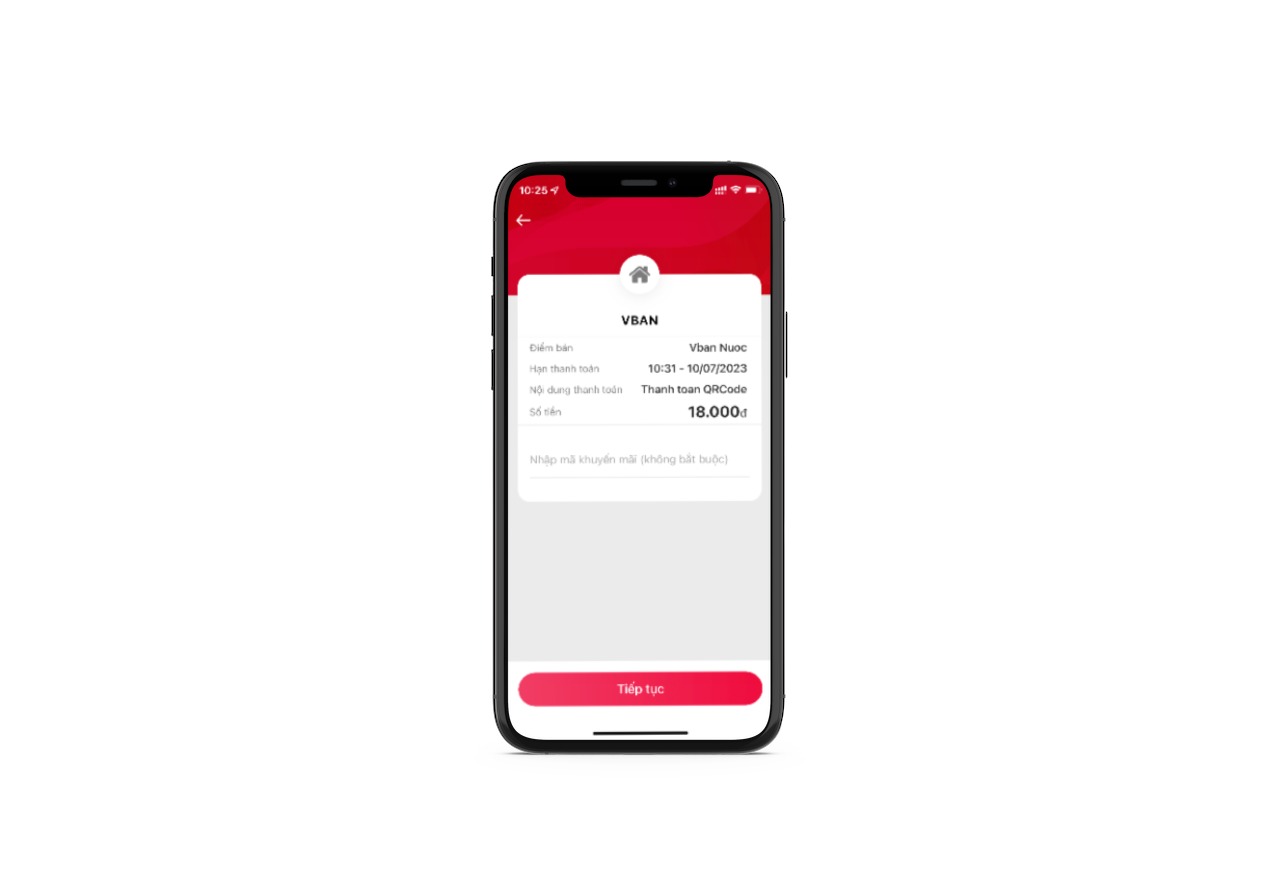 10:25
VBAN
Điểm bán Vban Nuoc
Hạn thanh toán 10:31 - 10/07/2023
Nội dung thanh toán Thanh toan QRCode
Số tiền 18.000đ
Nhập mã khuyến mãi (không bắt buộc)
Tiếp tục